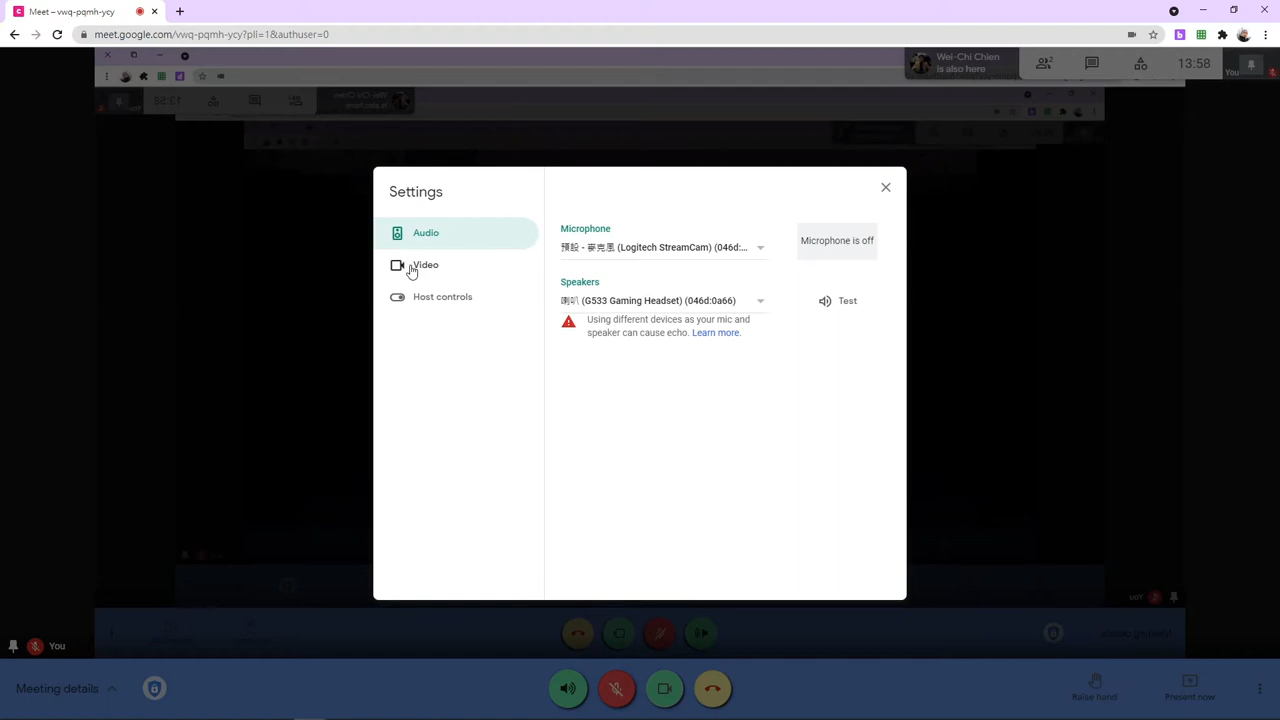 Meet – vwq-pqmh-ycy
meet.google.com/vwq-pqmh-ycy?pli=1&authuser=0
Wei-Chi Chien
is also here
2
13:58
You
Settings
Audio
Video
Host controls
Microphone
預設 - 麥克風 (Logitech StreamCam) (046d:...
Microphone is off
Speakers
喇叭 (G533 Gaming Headset) (046d:0a66)
Test
Using different devices as your mic and
speaker can cause echo. Learn more.
You
Meeting details
Raise hand
Present now